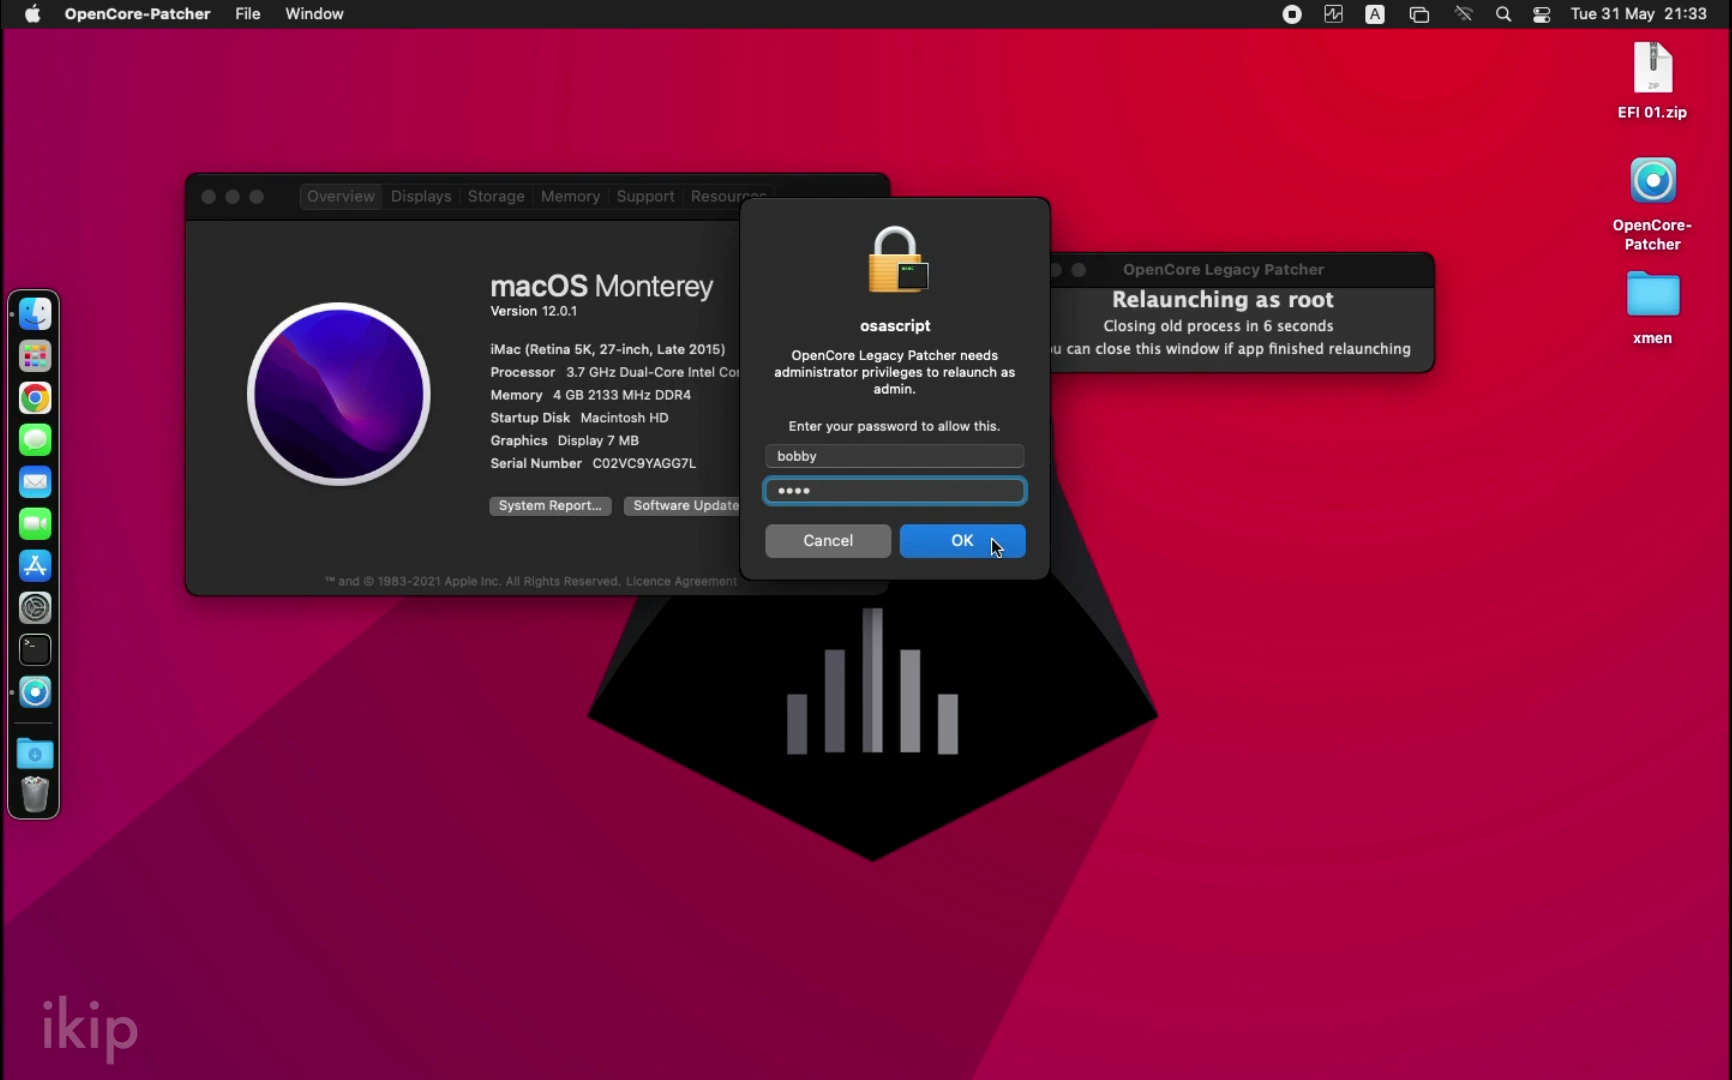 OpenCore-Patcher File Window
A
Tue 31 May 21:33
ZIP
EFI 01.zip
OpenCore-
Patcher
xmen
Overview Displays Storage Memory Support Resources
macOS Monterey
Version 12.0.1
iMac (Retina 5K, 27-inch, Late 2015)
Processor 3.7 GHz Dual-Core Intel Cor
Memory 4 GB 2133 MHz DDR4
Startup Disk Macintosh HD
Graphics Display 7 MB
Serial Number C02VC9YAGG7L
System Report... Software Update
™ and © 1983-2021 Apple Inc. All Rights Reserved. Licence Agreement
osascript
OpenCore Legacy Patcher needs
administrator privileges to relaunch as
admin.
Enter your password to allow this.
bobby
••••
Cancel OK
OpenCore Legacy Patcher
Relaunching as root
Closing old process in 6 seconds
u can close this window if app finished relaunching
ikip